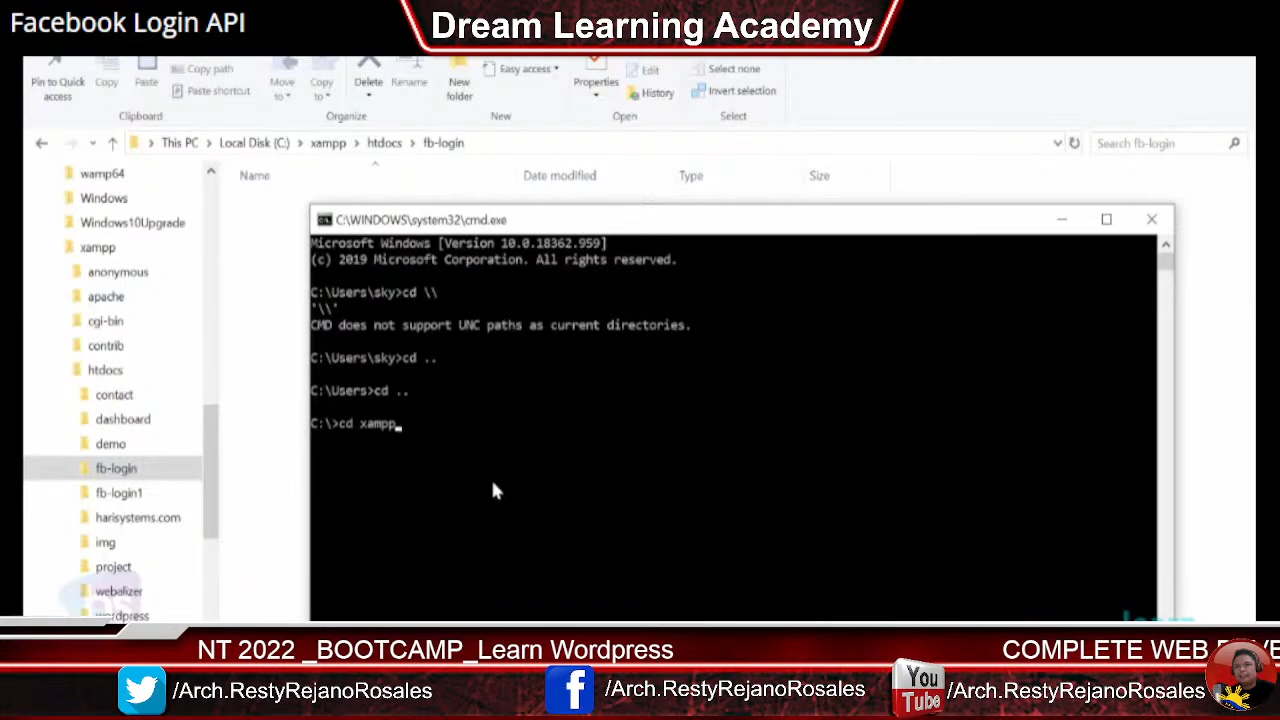 Facebook Login API
Dream Learning Academy
Pin to Quick access
Copy
Paste
Copy path
Paste shortcut
Move to
Copy to
Delete
Rename
New folder
Easy access
Properties
Edit
History
Select none
Invert selection
Clipboard
Organize
New
Open
Select
This PC > Local Disk (C:) > xampp > htdocs > fb-login
Search fb-login
Name
Date modified
Type
Size
wamp64
Windows
Windows10Upgrade
xampp
anonymous
apache
cgi-bin
contrib
htdocs
contact
dashboard
demo
fb-login
fb-login1
harisystems.com
img
project
webalizer
wordpress
C:\WINDOWS\system32\cmd.exe
Microsoft Windows [Version 10.0.18362.959]
(c) 2019 Microsoft Corporation. All rights reserved.
C:\Users\sky>cd \\
'\\'
CMD does not support UNC paths as current directories.
C:\Users\sky>cd ..
C:\Users>cd ..
C:\>cd xampp_
NT 2022 _BOOTCAMP_Learn Wordpress
COMPLETE WEB
/Arch.RestyRejanoRosales
/Arch.RestyRejanoRosales
You Tube
/Arch.RestyRejanoRosales